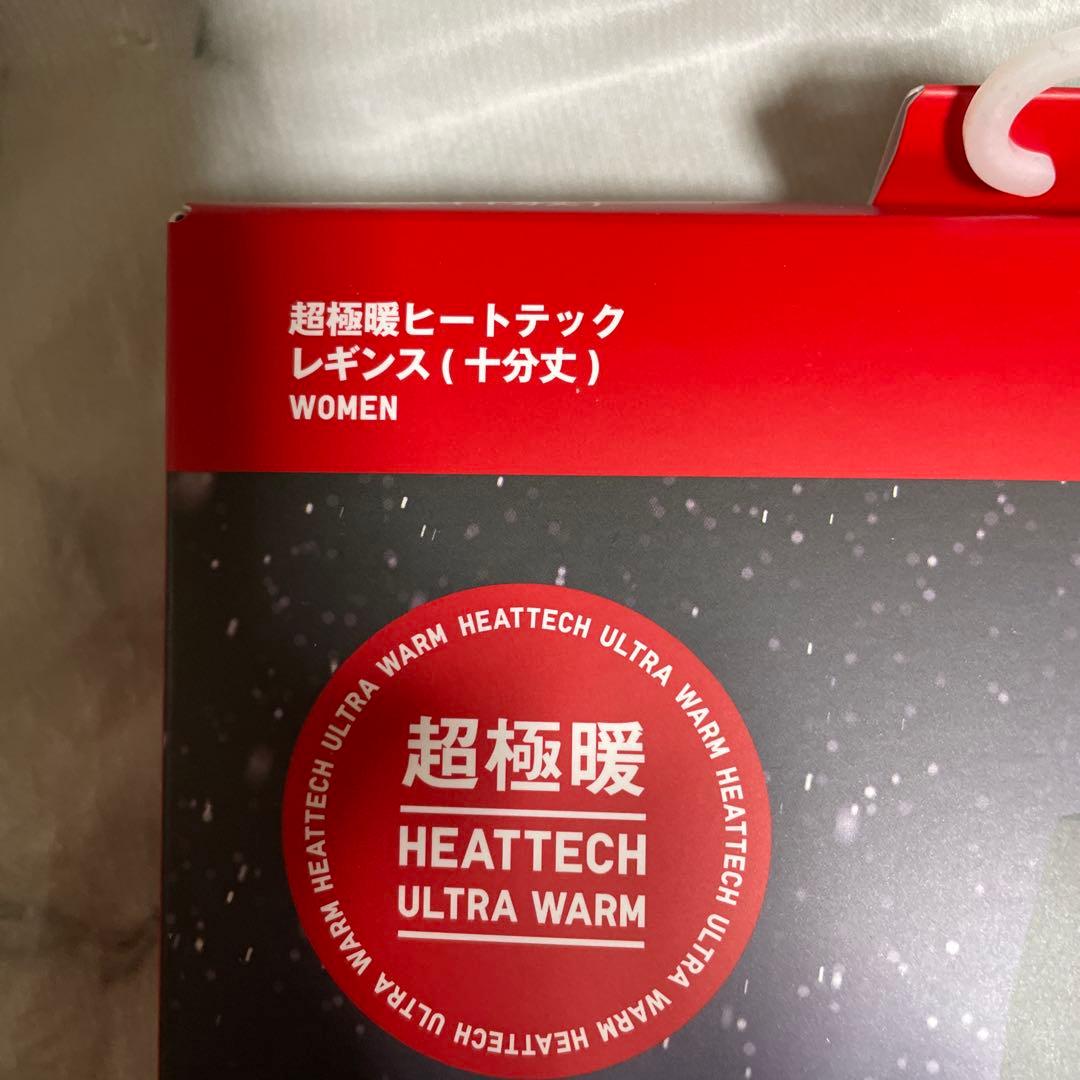 超極暖ヒートテック
レギンス(十分丈)
WOMEN
HEATTECH ULTRA WARM HEATTECH ULTRA WARM HEATTECH ULTRA WARM HEATTECH ULTRA WARM
超極暖
HEATTECH
ULTRA WARM